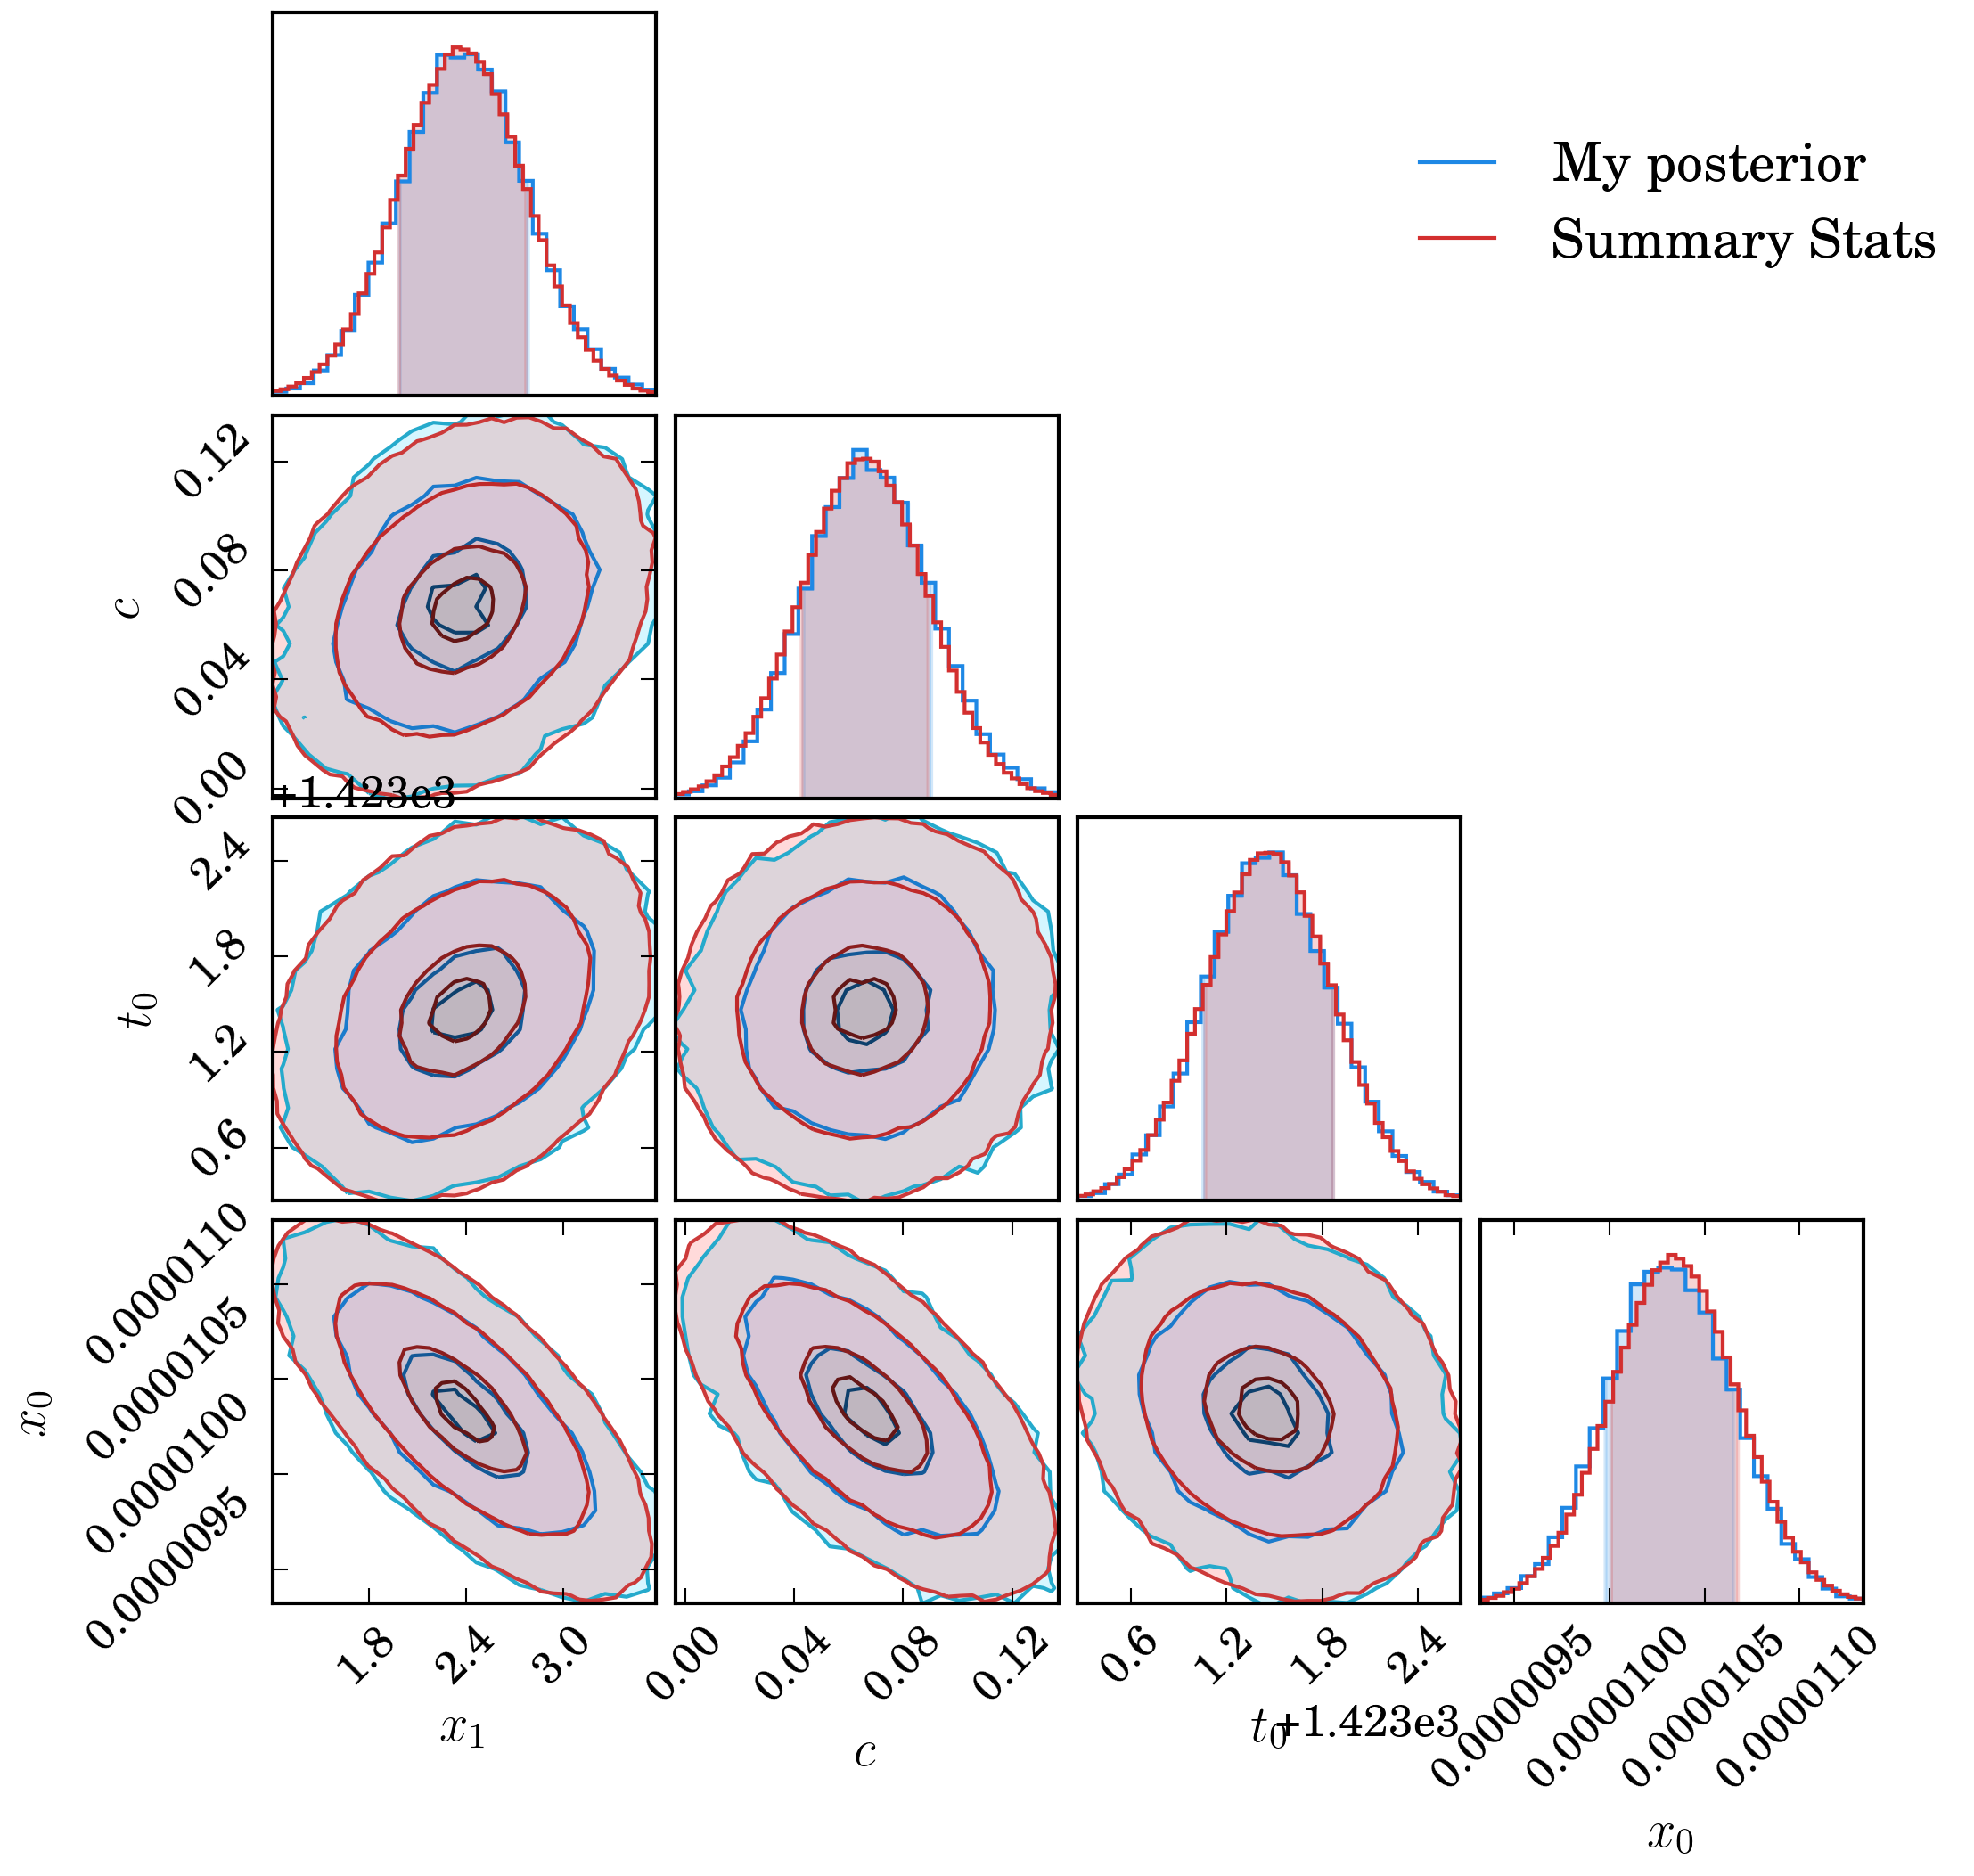 My posterior
Summary Stats
0.12
0.08
0.04
0.00
c
+1.423e3
2.4
1.8
1.2
0.6
t₀
0.0000110
0.0000105
0.0000100
0.0000095
x₀
1.8 2.4 3.0
x₁
0.00 0.04 0.08 0.12
c
0.6 1.2 1.8 2.4
t₀
+1.423e3
0.0000095 0.0000100 0.0000105 0.0000110
x₀